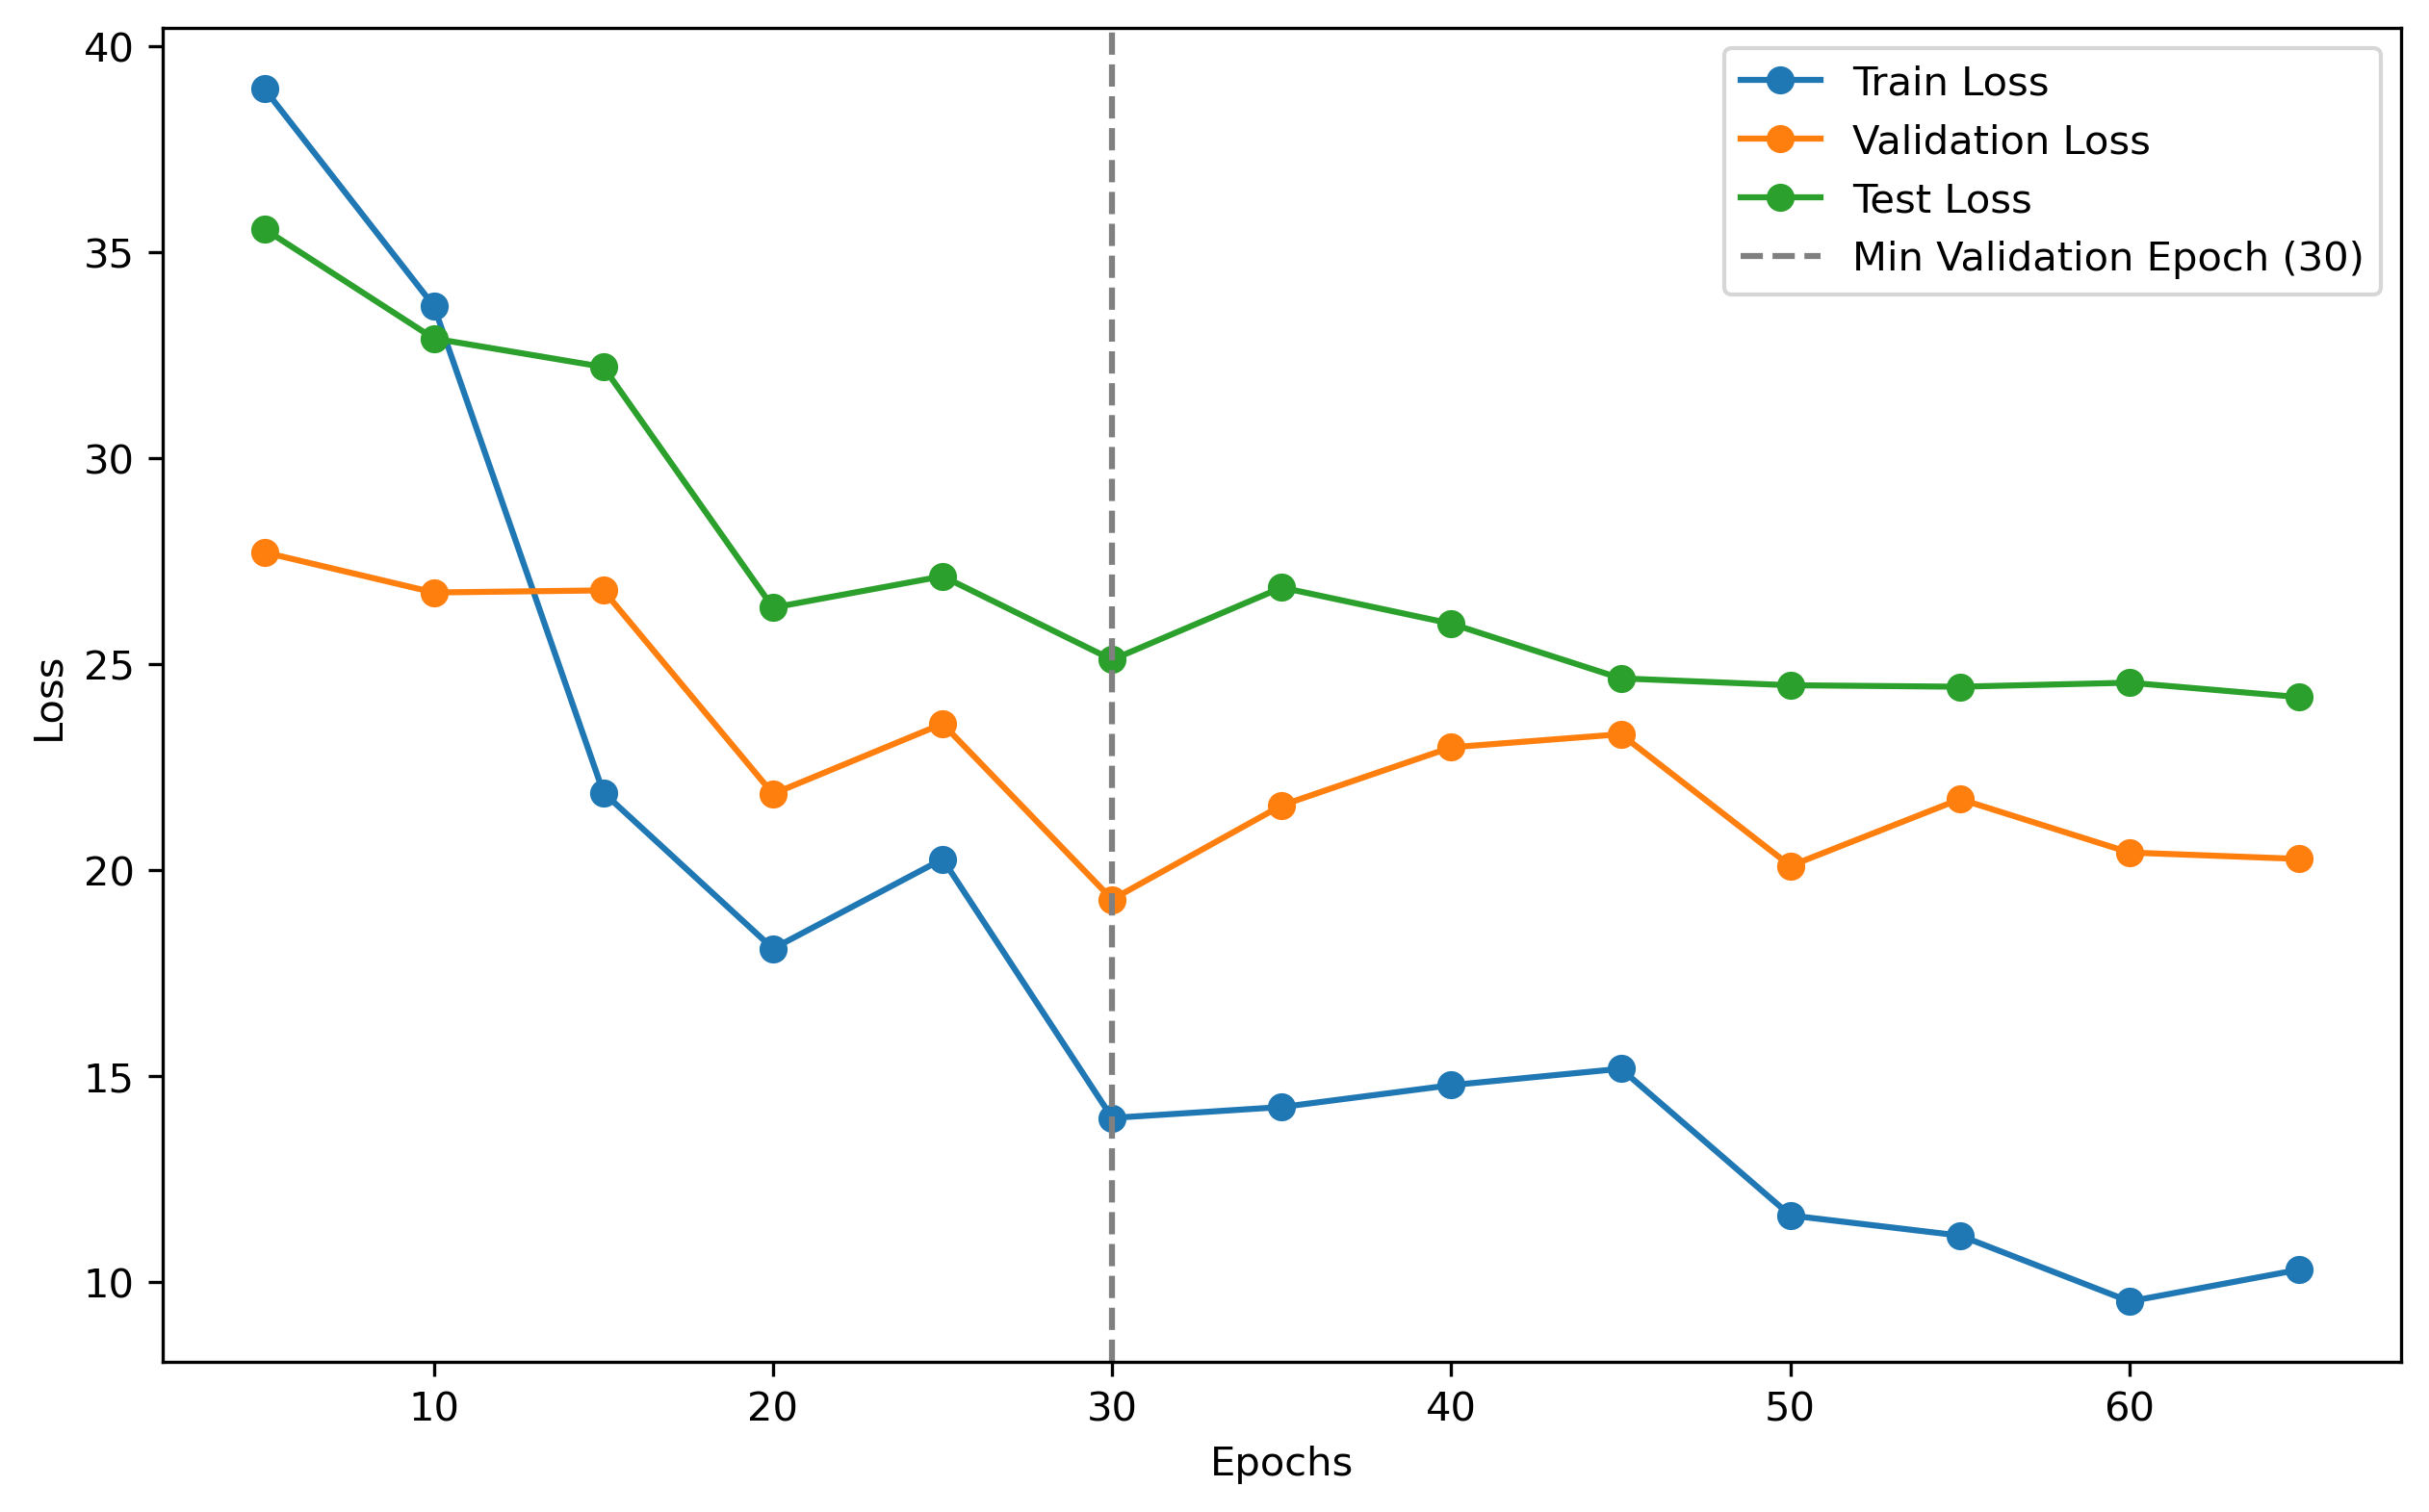 40
35
30
25
20
15
10
Loss
Train Loss
Validation Loss
Test Loss
Min Validation Epoch (30)
10 20 30 40 50 60
Epochs